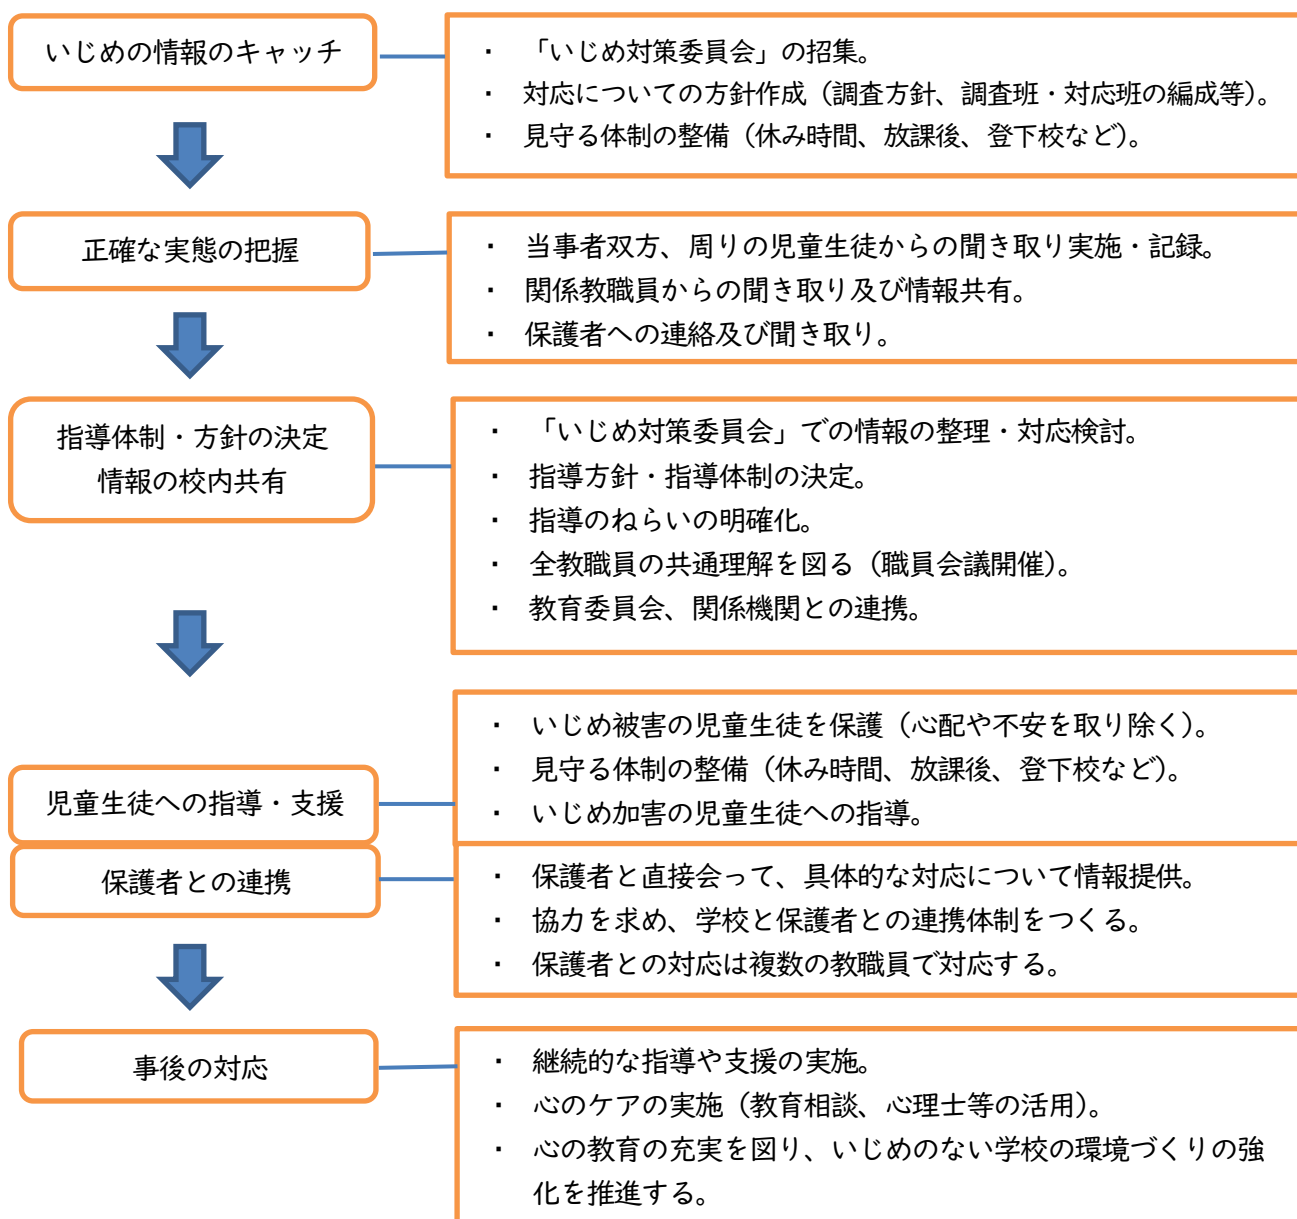 いじめの情報のキャッチ
・ 「いじめ対策委員会」の招集。
・ 対応についての方針作成（調査方針、調査班・対応班の編成等）。
・ 見守る体制の整備（休み時間、放課後、登下校など）。
正確な実態の把握
・ 当事者双方、周りの児童生徒からの聞き取り実施・記録。
・ 関係教職員からの聞き取り及び情報共有。
・ 保護者への連絡及び聞き取り。
指導体制・方針の決定
情報の校内共有
・ 「いじめ対策委員会」での情報の整理・対応検討。
・ 指導方針・指導体制の決定。
・ 指導のねらいの明確化。
・ 全教職員の共通理解を図る（職員会議開催）。
・ 教育委員会、関係機関との連携。
児童生徒への指導・支援
・ いじめ被害の児童生徒を保護（心配や不安を取り除く）。
・ 見守る体制の整備（休み時間、放課後、登下校など）。
・ いじめ加害の児童生徒への指導。
保護者との連携
・ 保護者と直接会って、具体的な対応について情報提供。
・ 協力を求め、学校と保護者との連携体制をつくる。
・ 保護者との対応は複数の教職員で対応する。
事後の対応
・ 継続的な指導や支援の実施。
・ 心のケアの実施（教育相談、心理士等の活用）。
・ 心の教育の充実を図り、いじめのない学校の環境づくりの強
化を推進する。